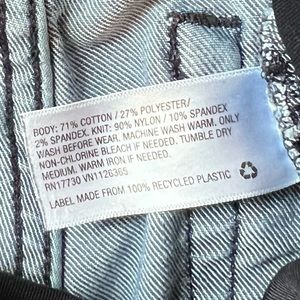 BODY: 71% COTTON / 27% POLYESTER/
2% SPANDEX. KNIT: 90% NYLON / 10% SPANDEX
WASH BEFORE WEAR. MACHINE WASH WARM. ONLY
NON-CHLORINE BLEACH IF NEEDED. TUMBLE DRY
MEDIUM. WARM IRON IF NEEDED.
RN17730 VN1126365
LABEL MADE FROM 100% RECYCLED PLASTIC